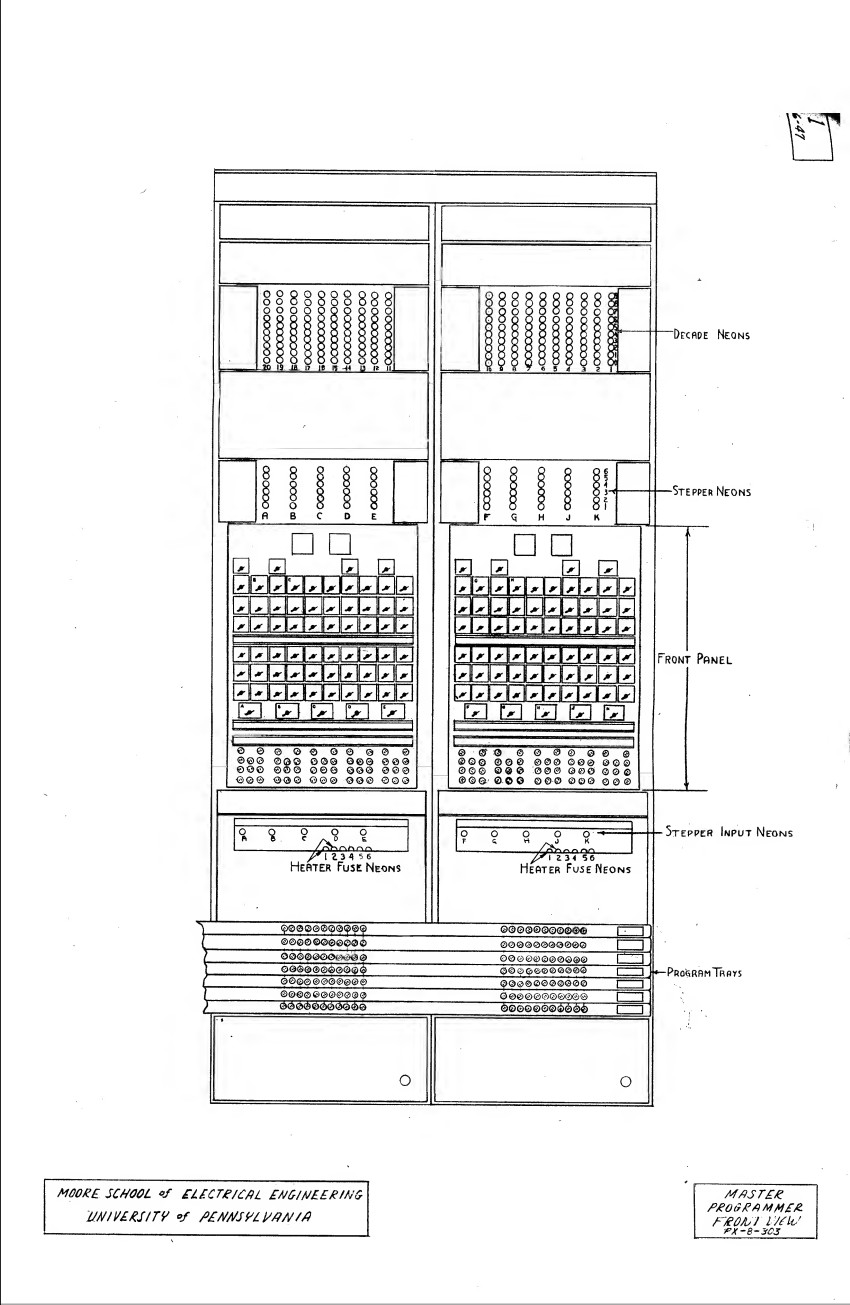 1
6-47
DECADE NEONS
20 19 18 17 16 15 14 13 12 11
10 9 8 7 6 5 4 3 2 1
STEPPER NEONS
6
5
4
3
2
1
A B C D E
F G H J K
FRONT PANEL
STEPPER INPUT NEONS
A B C D E
F G H J K
1 2 3 4 5 6
1 2 3 4 5 6
HEATER FUSE NEONS
HEATER FUSE NEONS
PROGRAM TRAYS
MOORE SCHOOL of ELECTRICAL ENGINEERING
UNIVERSITY of PENNSYLVANIA
MASTER
PROGRAMMER
FRONT VIEW
PX-8-303